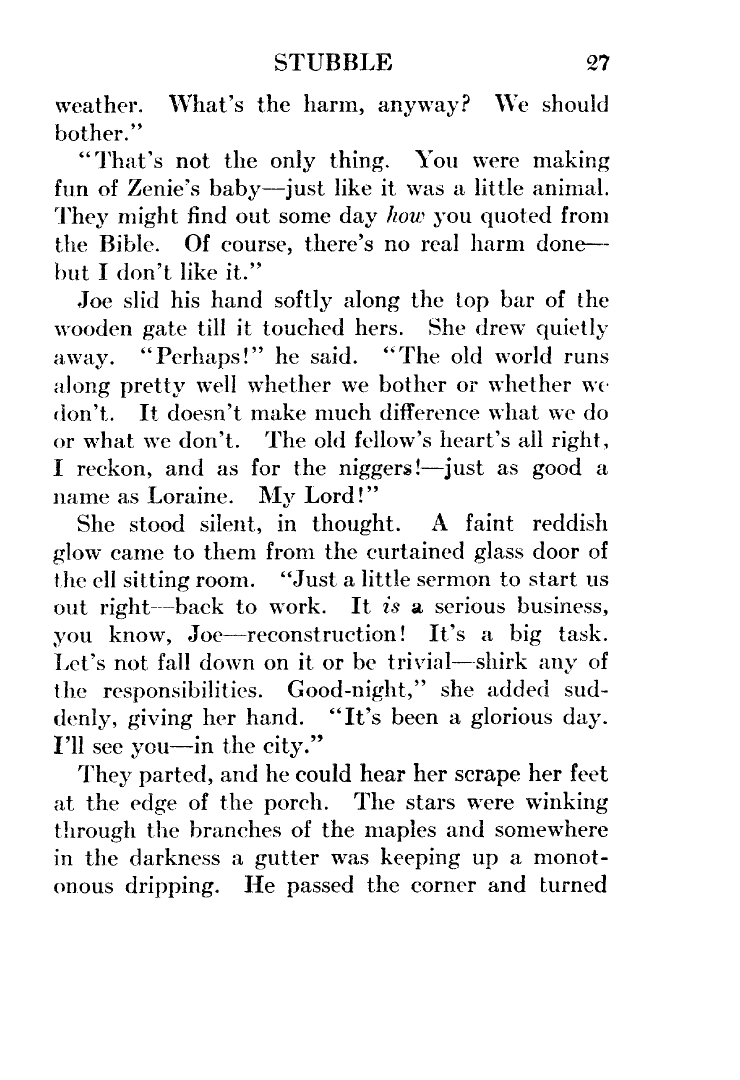 STUBBLE 27
weather. What's the harm, anyway? We should
bother."
"That's not the only thing. You were making
fun of Zenie's baby—just like it was a little animal.
They might find out some day how you quoted from
the Bible. Of course, there's no real harm done—
but I don't like it."
Joe slid his hand softly along the top bar of the
wooden gate till it touched hers. She drew quietly
away. "Perhaps!" he said. "The old world runs
along pretty well whether we bother or whether we
don't. It doesn't make much difference what we do
or what we don't. The old fellow's heart's all right,
I reckon, and as for the niggers!—just as good a
name as Loraine. My Lord!"
She stood silent, in thought. A faint reddish
glow came to them from the curtained glass door of
the ell sitting room. "Just a little sermon to start us
out right—back to work. It is a serious business,
you know, Joe—reconstruction! It's a big task.
Let's not fall down on it or be trivial—shirk any of
the responsibilities. Good-night," she added sud-
denly, giving her hand. "It's been a glorious day.
I'll see you—in the city."
They parted, and he could hear her scrape her feet
at the edge of the porch. The stars were winking
through the branches of the maples and somewhere
in the darkness a gutter was keeping up a monot-
onous dripping. He passed the corner and turned